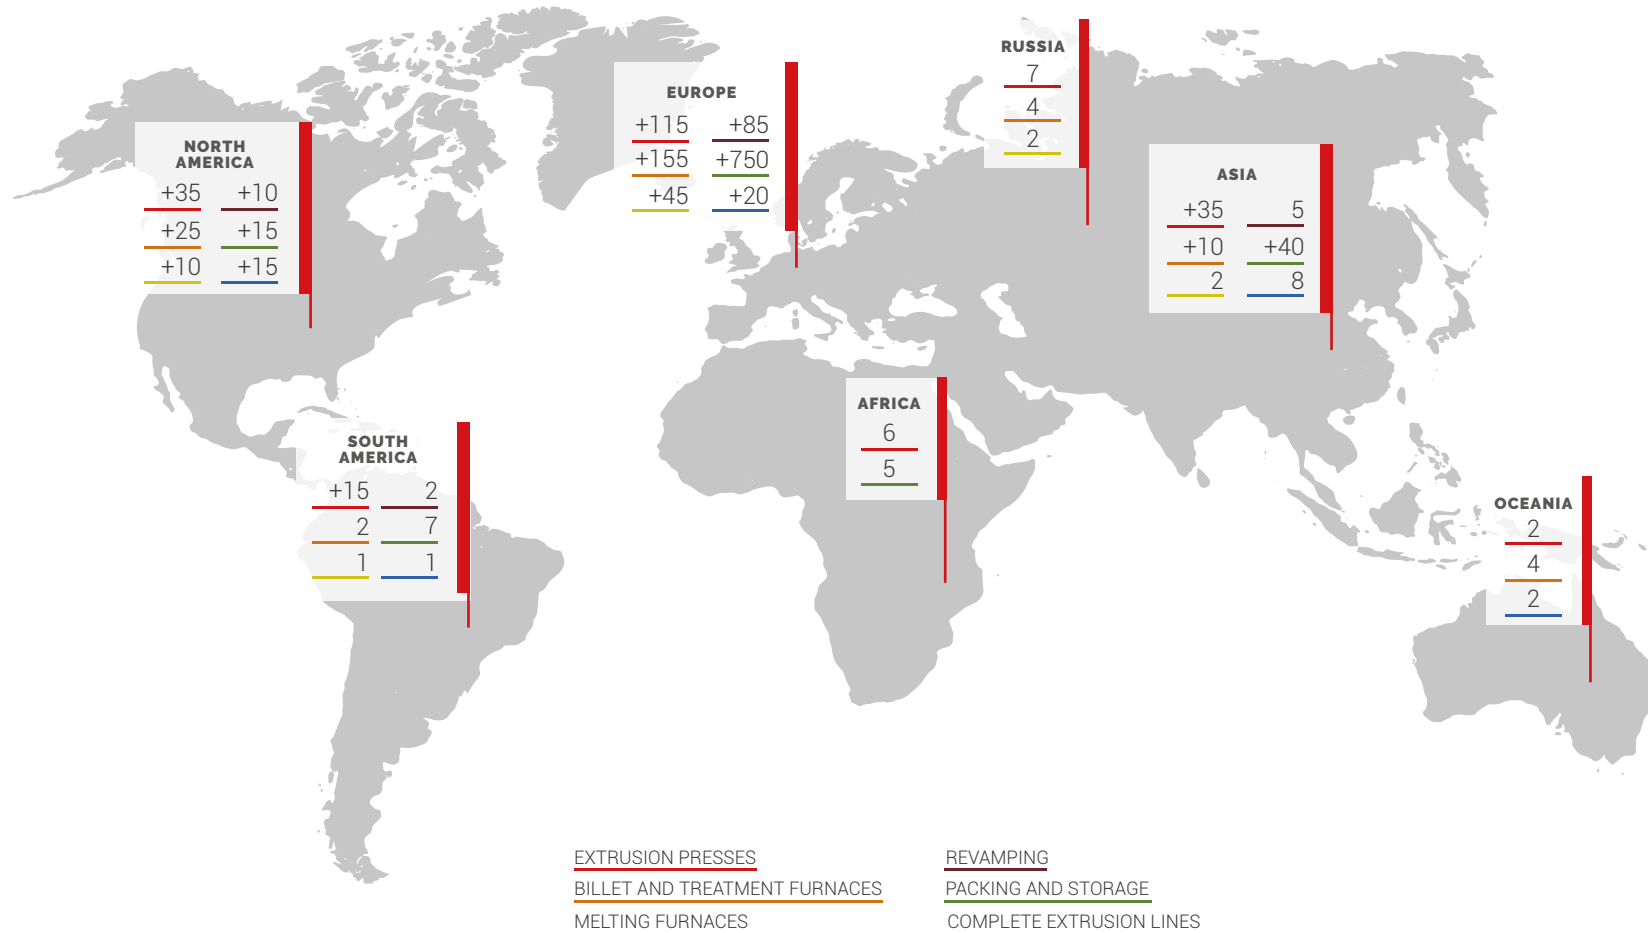 RUSSIA
7
4
2
EUROPE
+115 +85
+155 +750
+45 +20
NORTH
AMERICA
+35 +10
+25 +15
+10 +15
ASIA
+35 5
+10 +40
2 8
AFRICA
6
5
SOUTH
AMERICA
+15 2
2 7
1 1
OCEANIA
2
4
2
EXTRUSION PRESSES REVAMPING
BILLET AND TREATMENT FURNACES PACKING AND STORAGE
MELTING FURNACES COMPLETE EXTRUSION LINES